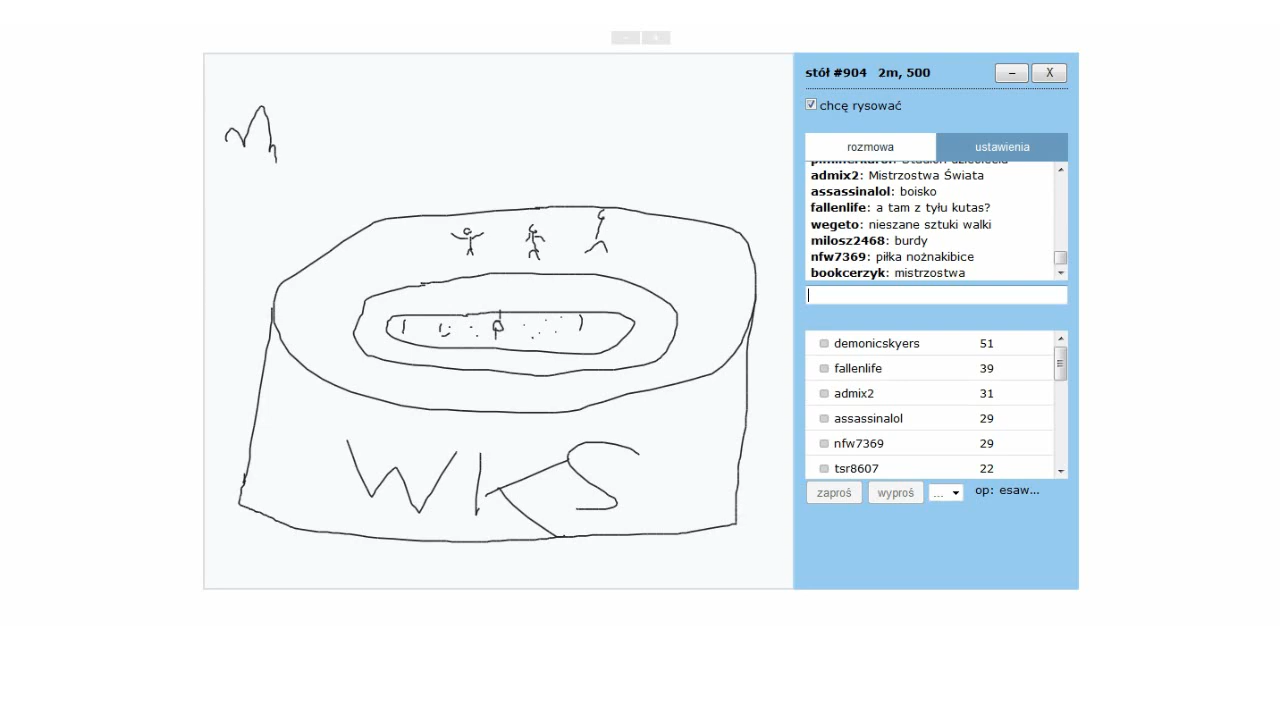 stół #904 2m, 500
– X
chcę rysować
rozmowa ustawienia
admix2: Mistrzostwa Świata
assassinalol: boisko
fallenlife: a tam z tyłu kutas?
wegeto: nieszane sztuki walki
milosz2468: burdy
nfw7369: piłka nożnakibice
bookcerzyk: mistrzostwa
demonicskyers 51
fallenlife 39
admix2 31
assassinalol 29
nfw7369 29
tsr8607 22
zaproś wyproś ... op: esaw...
WKS